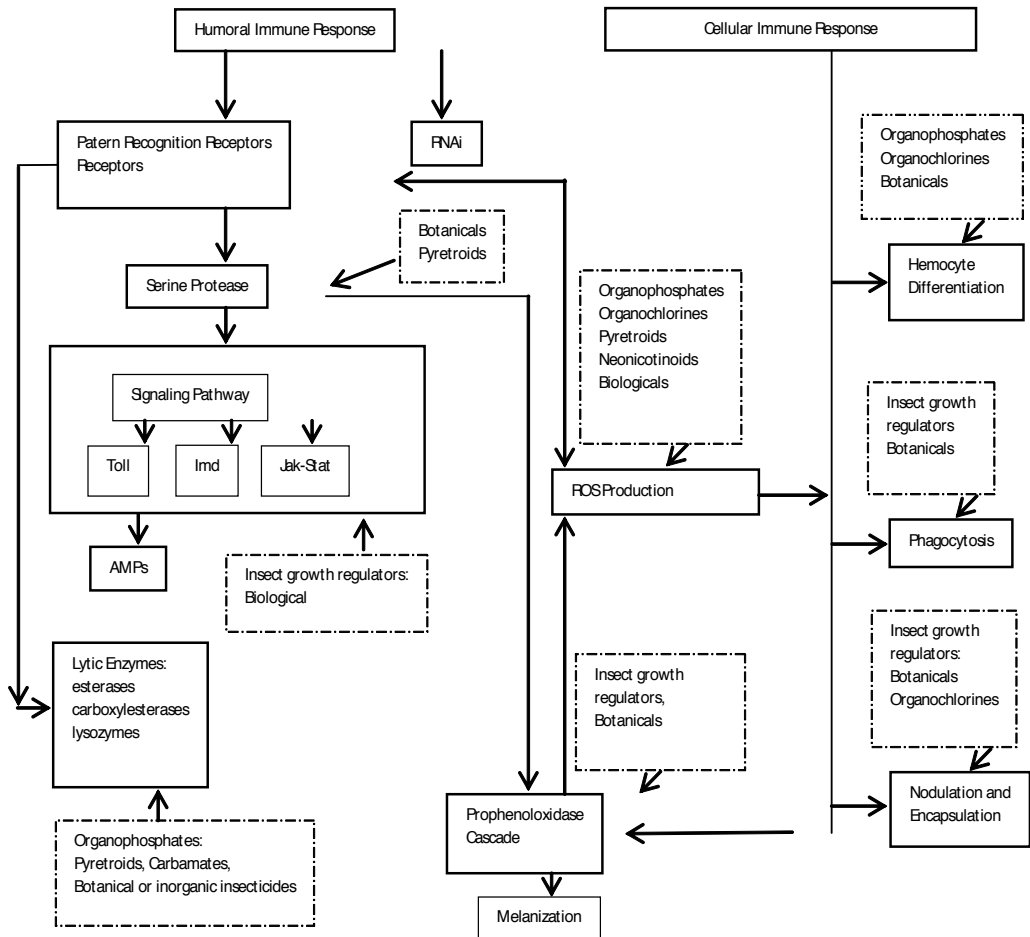 Humoral Immune Response
Cellular Immune Response
Patern Recognition Receptors
Receptors
RNAi
Organophosphates
Organochlorines
Botanicals
Botanicals
Pyretroids
Serine Protease
Hemocyte
Differentiation
Organophosphates
Organochlorines
Pyretroids
Neonicotinoids
Biologicals
Signaling Pathway
Toll
Imd
Jak-Stat
Insect growth
regulators
Botanicals
ROS Production
AMPs
Insect growth regulators:
Biological
Phagocytosis
Lytic Enzymes:
esterases
carboxylesterases
lysozymes
Insect growth
regulators,
Botanicals
Insect growth
regulators:
Botanicals
Organochlorines
Prophenoloxidase
Cascade
Nodulation and
Encapsulation
Organophosphates:
Pyretroids, Carbamates,
Botanical or inorganic insecticides
Melanization